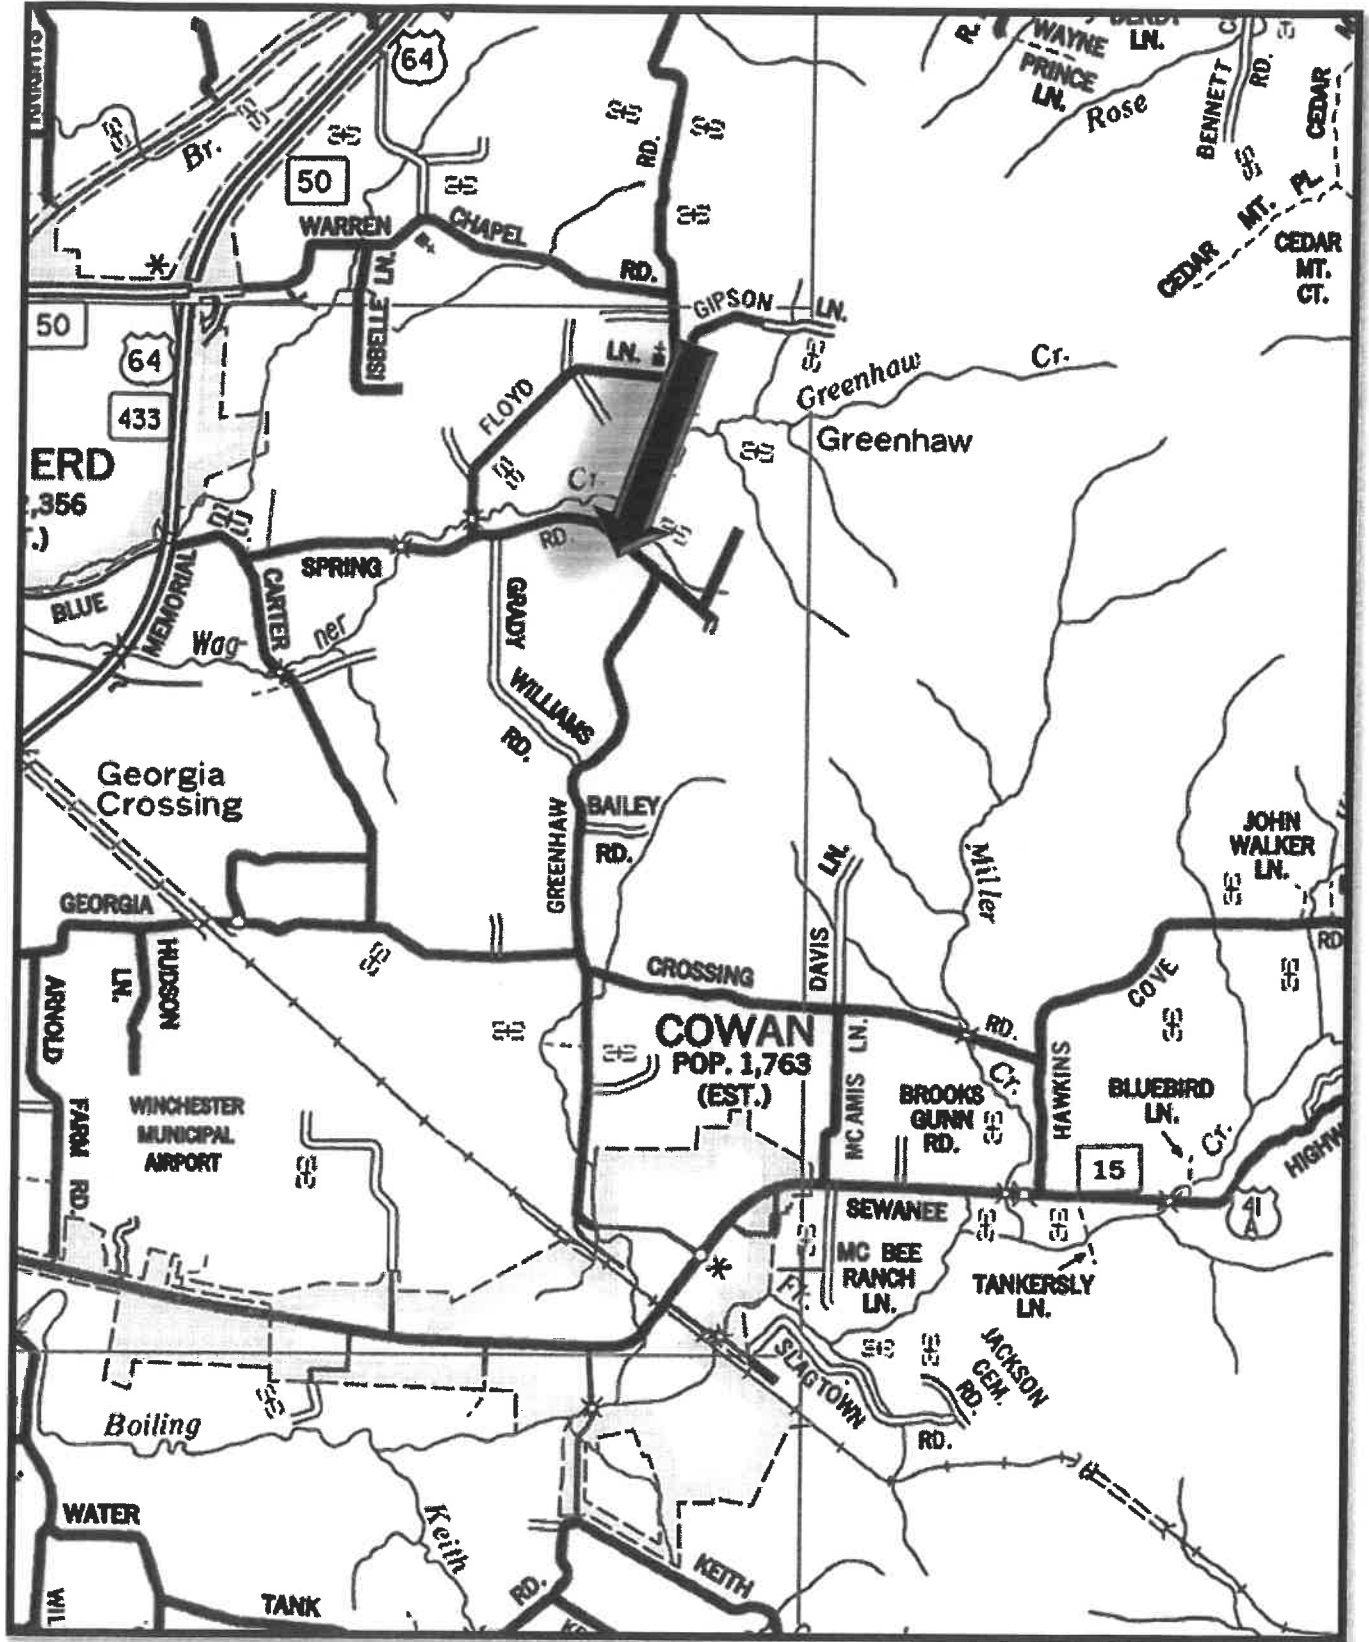 64
WAYNE
LN.
PRINCE
LN.
BENNETT
RD.
Rose
CEDAR
Br.
50
RD.
WARREN
CHAPEL
RD.
ISBELLE LN.
CEDAR MT. PL.
CEDAR
MT.
CT.
GIPSON LN.
50
64
433
FLOYD LN.
Greenhaw Cr.
Greenhaw
ERD
,356
.)
Cr.
RD.
SPRING
BLUE
MEMORIAL
CARTER
Wag-
ner
GRADY
WILLIAMS
RD.
Georgia
Crossing
GREENHAW
BAILEY
RD.
JOHN
WALKER
LN.
LN.
Miller
GEORGIA
HUDSON
LN.
ARNOLD
CROSSING
DAVIS
RD.
COVE
RD
COWAN
POP. 1,763
(EST.)
MC AMIS LN.
Cr.
HAWKINS
BROOKS
GUNN
RD.
BLUEBIRD
LN.
Cr.
FARM
RD.
WINCHESTER
MUNICIPAL
AIRPORT
15
HIGHW
41
A
SEWANEE
MC BEE
RANCH
LN.
TANKERSLY
LN.
SLAGTOWN
RD.
JACKSON
CEM.
RD.
Boiling
Keith
WATER
TANK
WIL
RD.
KEITH